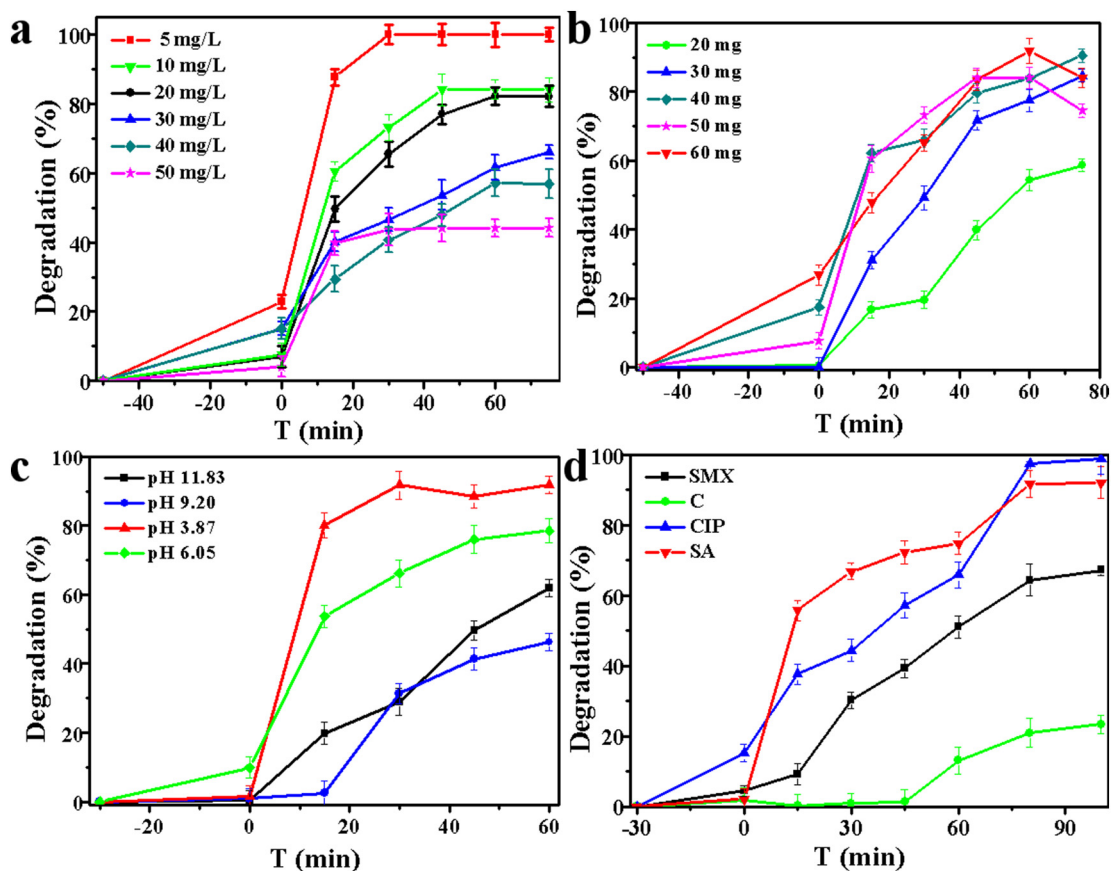 a
5 mg/L
10 mg/L
20 mg/L
30 mg/L
40 mg/L
50 mg/L
Degradation (%)
100
80
60
40
20
0
-40 -20 0 20 40 60
T (min)
b
20 mg
30 mg
40 mg
50 mg
60 mg
Degradation (%)
100
80
60
40
20
0
-40 -20 0 20 40 60 80
T (min)
c
pH 11.83
pH 9.20
pH 3.87
pH 6.05
Degradation (%)
100
80
60
40
20
0
-20 0 20 40 60
T (min)
d
SMX
C
CIP
SA
Degradation (%)
100
80
60
40
20
0
-30 0 30 60 90
T (min)